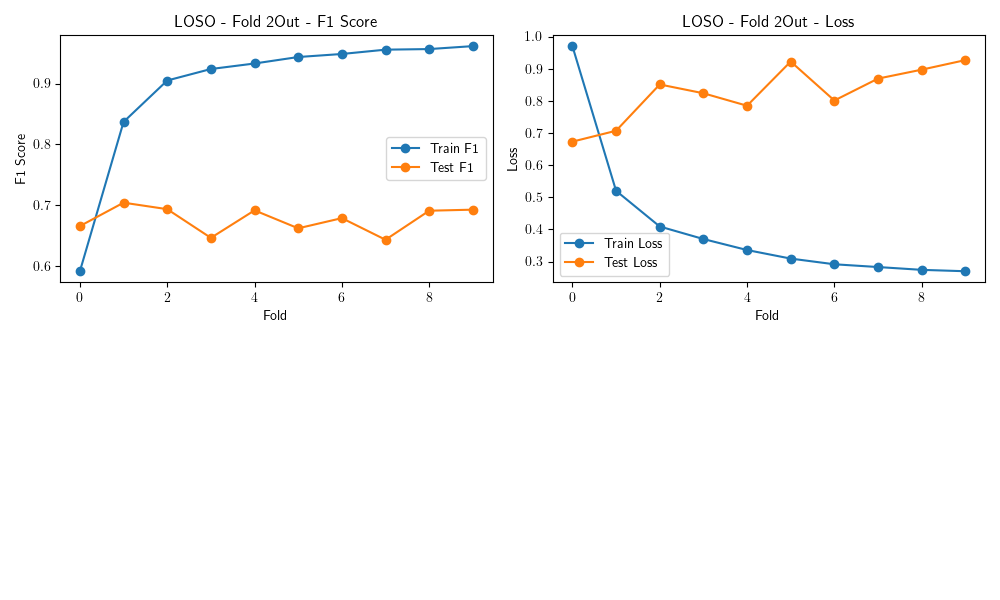 LOSO - Fold 2Out - F1 Score
F1 Score
0.9
0.8
0.7
0.6
Train F1
Test F1
0 2 4 6 8
Fold
LOSO - Fold 2Out - Loss
Loss
1.0
0.9
0.8
0.7
0.6
0.5
0.4
0.3
Train Loss
Test Loss
0 2 4 6 8
Fold